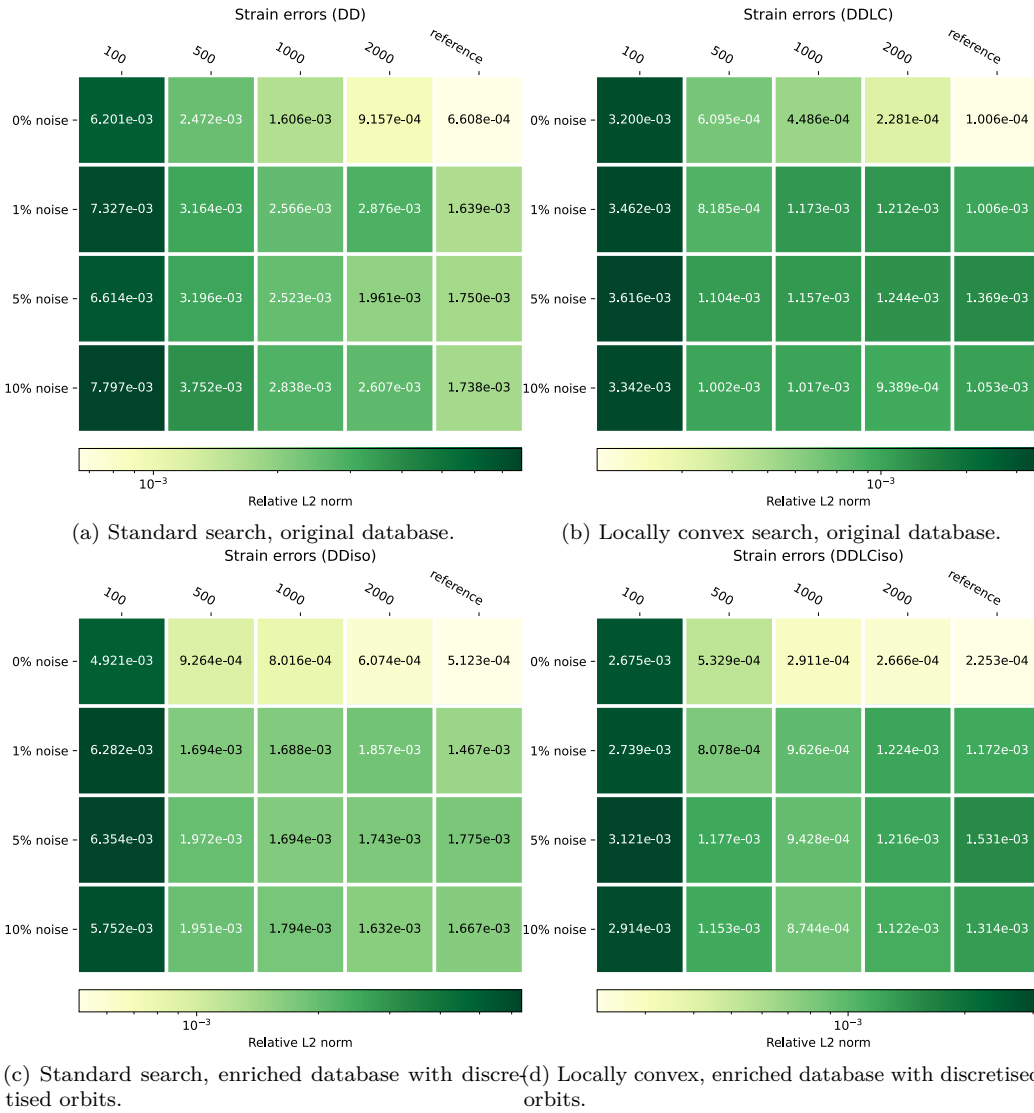 Strain errors (DD)
100 500 1000 2000 reference
0% noise 6.201e-03 2.472e-03 1.606e-03 9.157e-04 6.608e-04
1% noise 7.327e-03 3.164e-03 2.566e-03 2.876e-03 1.639e-03
5% noise 6.614e-03 3.196e-03 2.523e-03 1.961e-03 1.750e-03
10% noise 7.797e-03 3.752e-03 2.838e-03 2.607e-03 1.738e-03
10⁻³
Relative L2 norm
(a) Standard search, original database.
Strain errors (DDLC)
100 500 1000 2000 reference
0% noise 3.200e-03 6.095e-04 4.486e-04 2.281e-04 1.006e-04
1% noise 3.462e-03 8.185e-04 1.173e-03 1.212e-03 1.006e-03
5% noise 3.616e-03 1.104e-03 1.157e-03 1.244e-03 1.369e-03
10% noise 3.342e-03 1.002e-03 1.017e-03 9.389e-04 1.053e-03
10⁻³
Relative L2 norm
(b) Locally convex search, original database.
Strain errors (DDiso)
100 500 1000 2000 reference
0% noise 4.921e-03 9.264e-04 8.016e-04 6.074e-04 5.123e-04
1% noise 6.282e-03 1.694e-03 1.688e-03 1.857e-03 1.467e-03
5% noise 6.354e-03 1.972e-03 1.694e-03 1.743e-03 1.775e-03
10% noise 5.752e-03 1.951e-03 1.794e-03 1.632e-03 1.667e-03
10⁻³
Relative L2 norm
(c) Standard search, enriched database with discre-
tised orbits.
Strain errors (DDLCiso)
100 500 1000 2000 reference
0% noise 2.675e-03 5.329e-04 2.911e-04 2.666e-04 2.253e-04
1% noise 2.739e-03 8.078e-04 9.626e-04 1.224e-03 1.172e-03
5% noise 3.121e-03 1.177e-03 9.428e-04 1.216e-03 1.531e-03
10% noise 2.914e-03 1.153e-03 8.744e-04 1.122e-03 1.314e-03
10⁻³
Relative L2 norm
(d) Locally convex, enriched database with discretised
orbits.